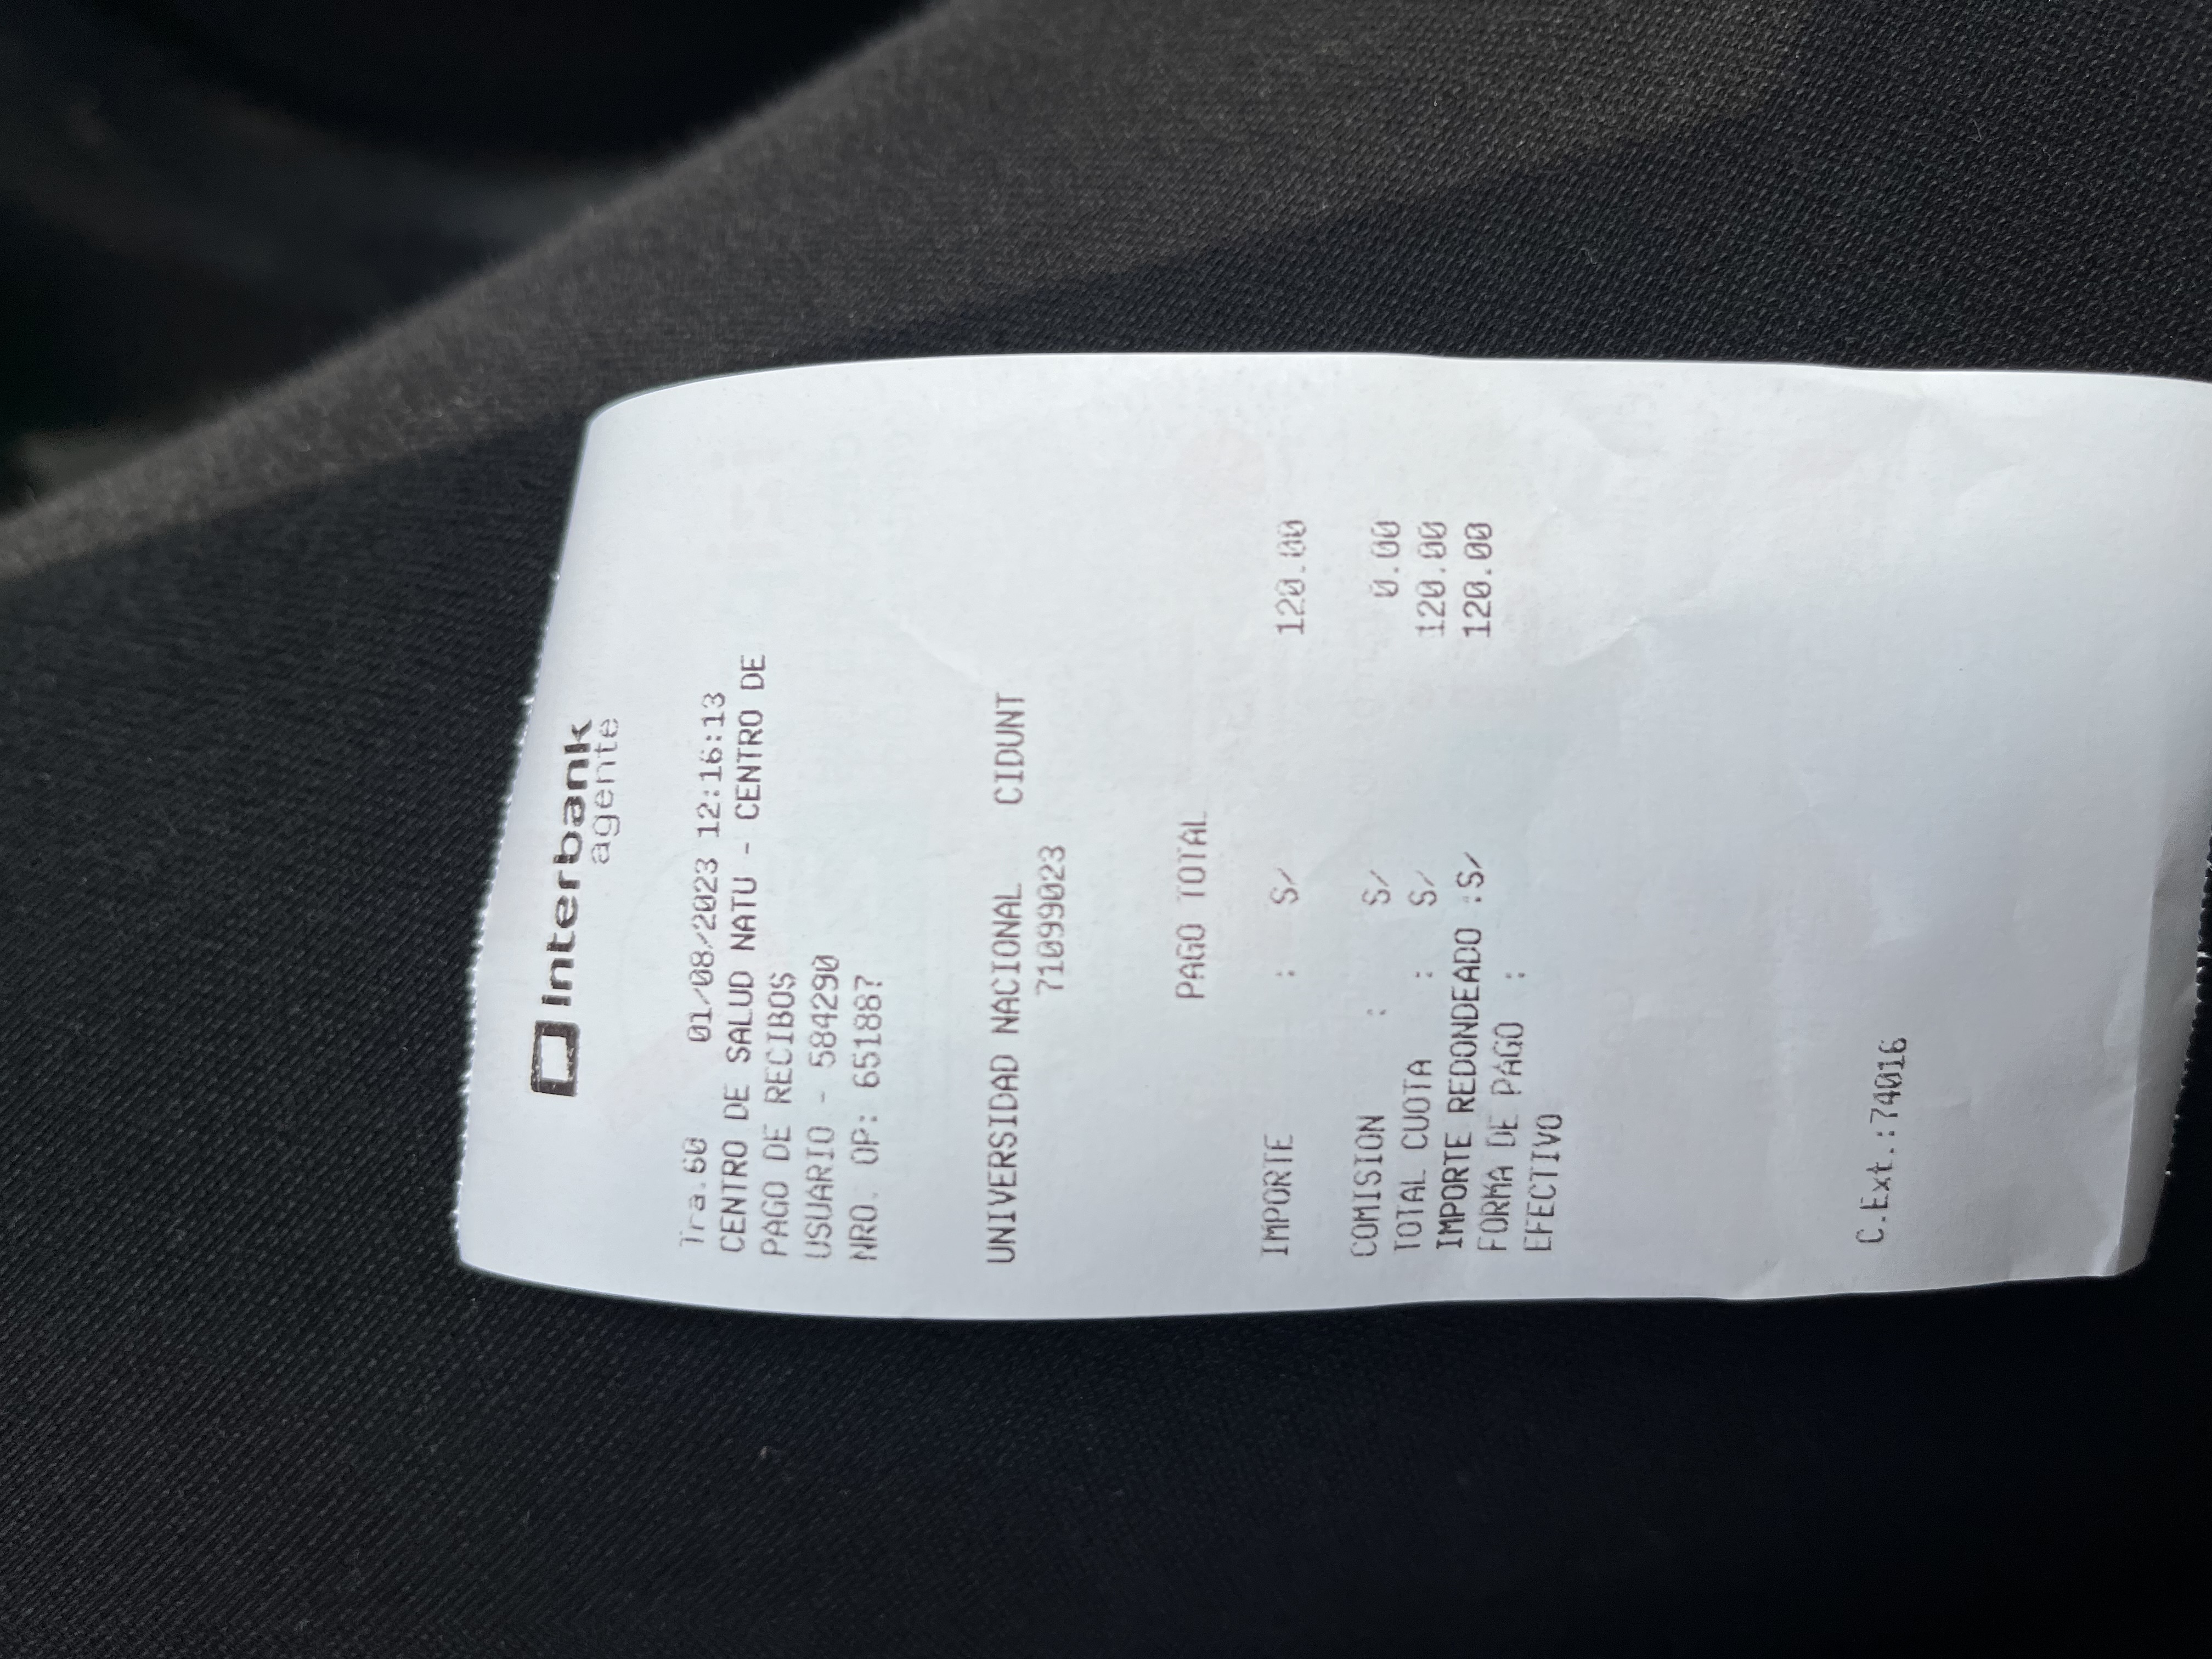 Interbank
agente
Tra.60 01/08/2023 12:16:13
CENTRO DE SALUD NATU - CENTRO DE
PAGO DE RECIBOS
USUARIO - 584290
NRO. OP: 651887
UNIVERSIDAD NACIONAL CIDUNT
71099023
PAGO TOTAL
IMPORTE : S/ 120.00
COMISION : S/ 0.00
TOTAL CUOTA : S/ 120.00
IMPORTE REDONDEADO :S/ 120.00
FORMA DE PAGO :
EFECTIVO
C.Ext.:74016